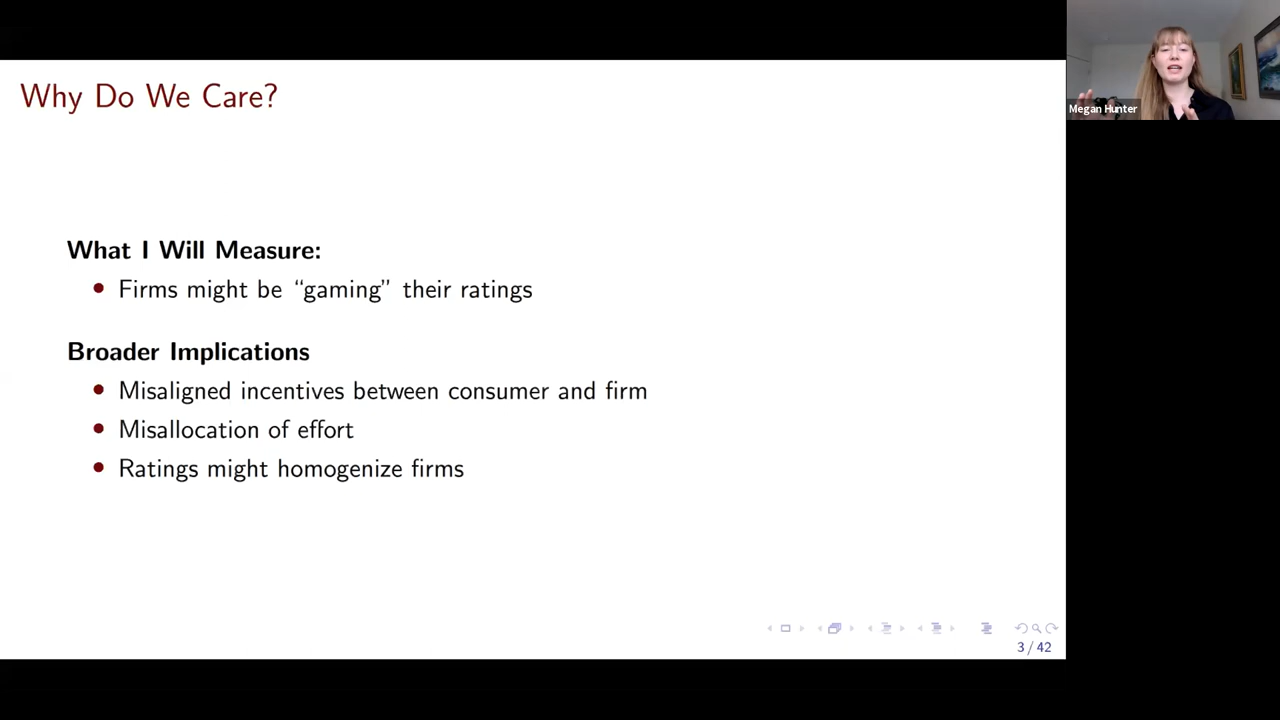 Why Do We Care?
Megan Hunter
What I Will Measure:
Firms might be “gaming” their ratings
Broader Implications
Misaligned incentives between consumer and firm
Misallocation of effort
Ratings might homogenize firms
3 / 42